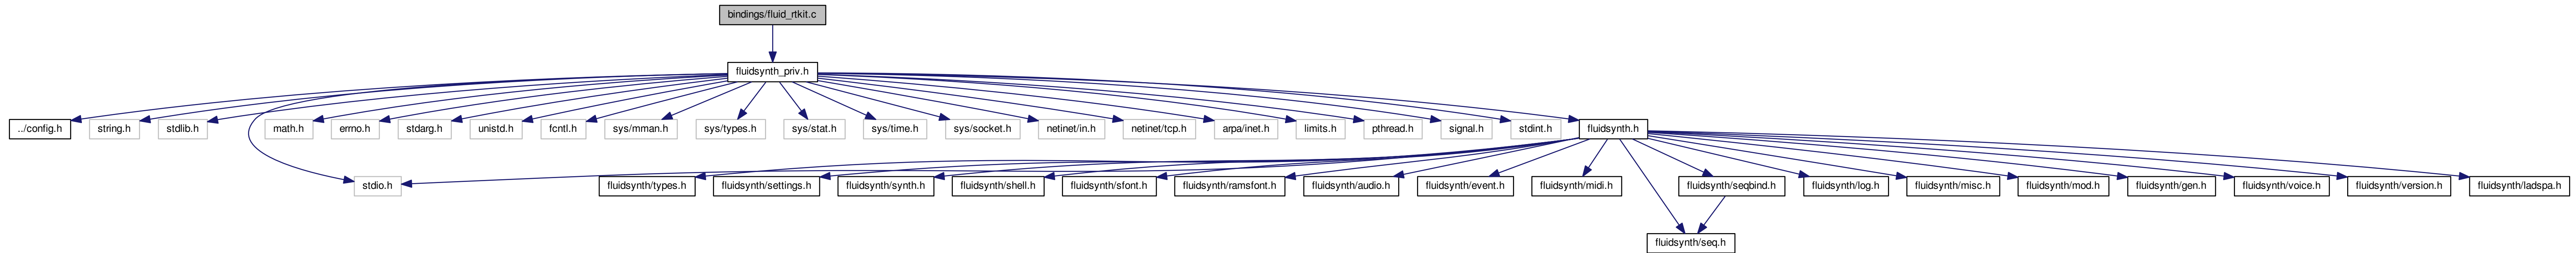 bindings/fluid_rtkit.c
fluidsynth_priv.h
../config.h
string.h
stdlib.h
math.h
errno.h
stdarg.h
unistd.h
fcntl.h
sys/mman.h
sys/types.h
sys/stat.h
sys/time.h
sys/socket.h
netinet/in.h
netinet/tcp.h
arpa/inet.h
limits.h
pthread.h
signal.h
stdint.h
fluidsynth.h
stdio.h
fluidsynth/types.h
fluidsynth/settings.h
fluidsynth/synth.h
fluidsynth/shell.h
fluidsynth/sfont.h
fluidsynth/ramsfont.h
fluidsynth/audio.h
fluidsynth/event.h
fluidsynth/midi.h
fluidsynth/seqbind.h
fluidsynth/log.h
fluidsynth/misc.h
fluidsynth/mod.h
fluidsynth/gen.h
fluidsynth/voice.h
fluidsynth/version.h
fluidsynth/ladspa.h
fluidsynth/seq.h